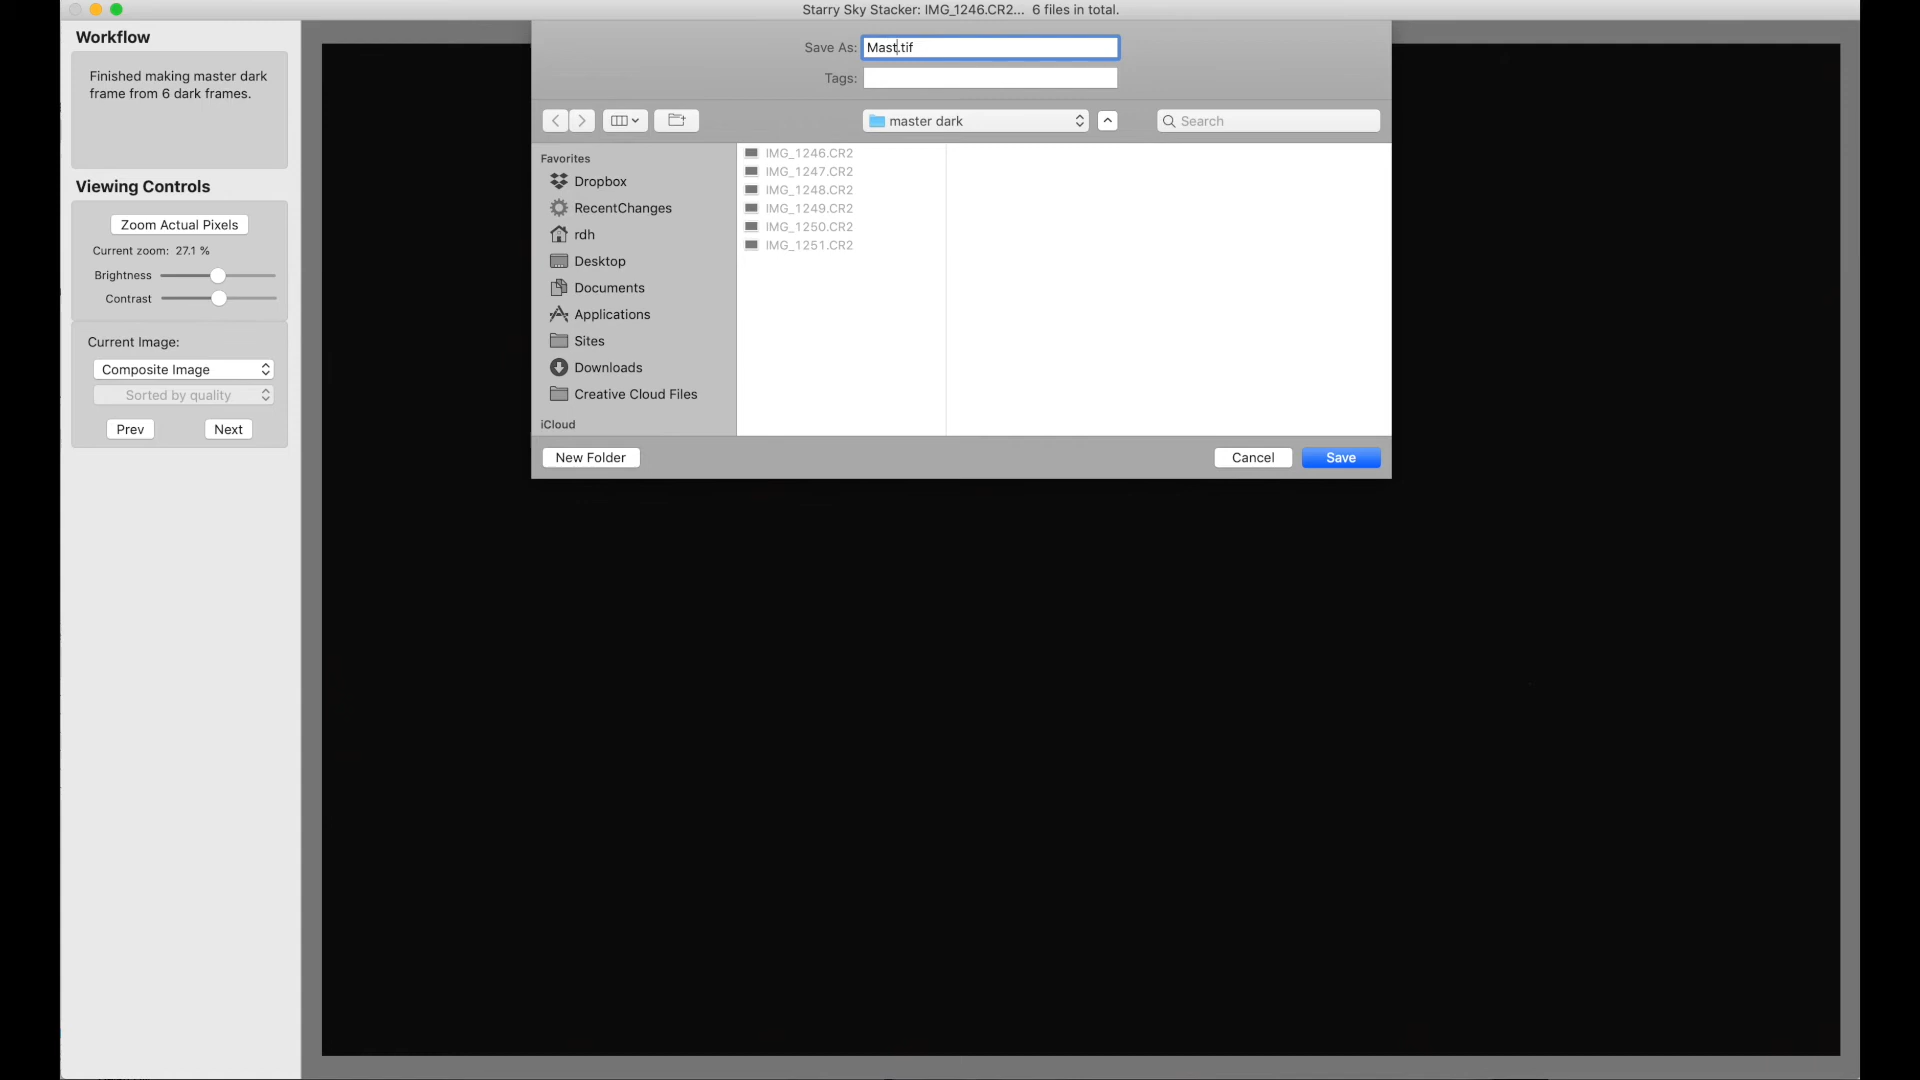 Starry Sky Stacker: IMG_1246.CR2... 6 files in total.
Workflow
Finished making master dark
frame from 6 dark frames.
Viewing Controls
Zoom Actual Pixels
Current zoom: 27.1 %
Brightness
Contrast
Current Image:
Composite Image
Sorted by quality
Prev Next
Save As: Mast.tif
Tags:
master dark
Search
Favorites
Dropbox
RecentChanges
rdh
Desktop
Documents
Applications
Sites
Downloads
Creative Cloud Files
iCloud
IMG_1246.CR2
IMG_1247.CR2
IMG_1248.CR2
IMG_1249.CR2
IMG_1250.CR2
IMG_1251.CR2
New Folder Cancel Save